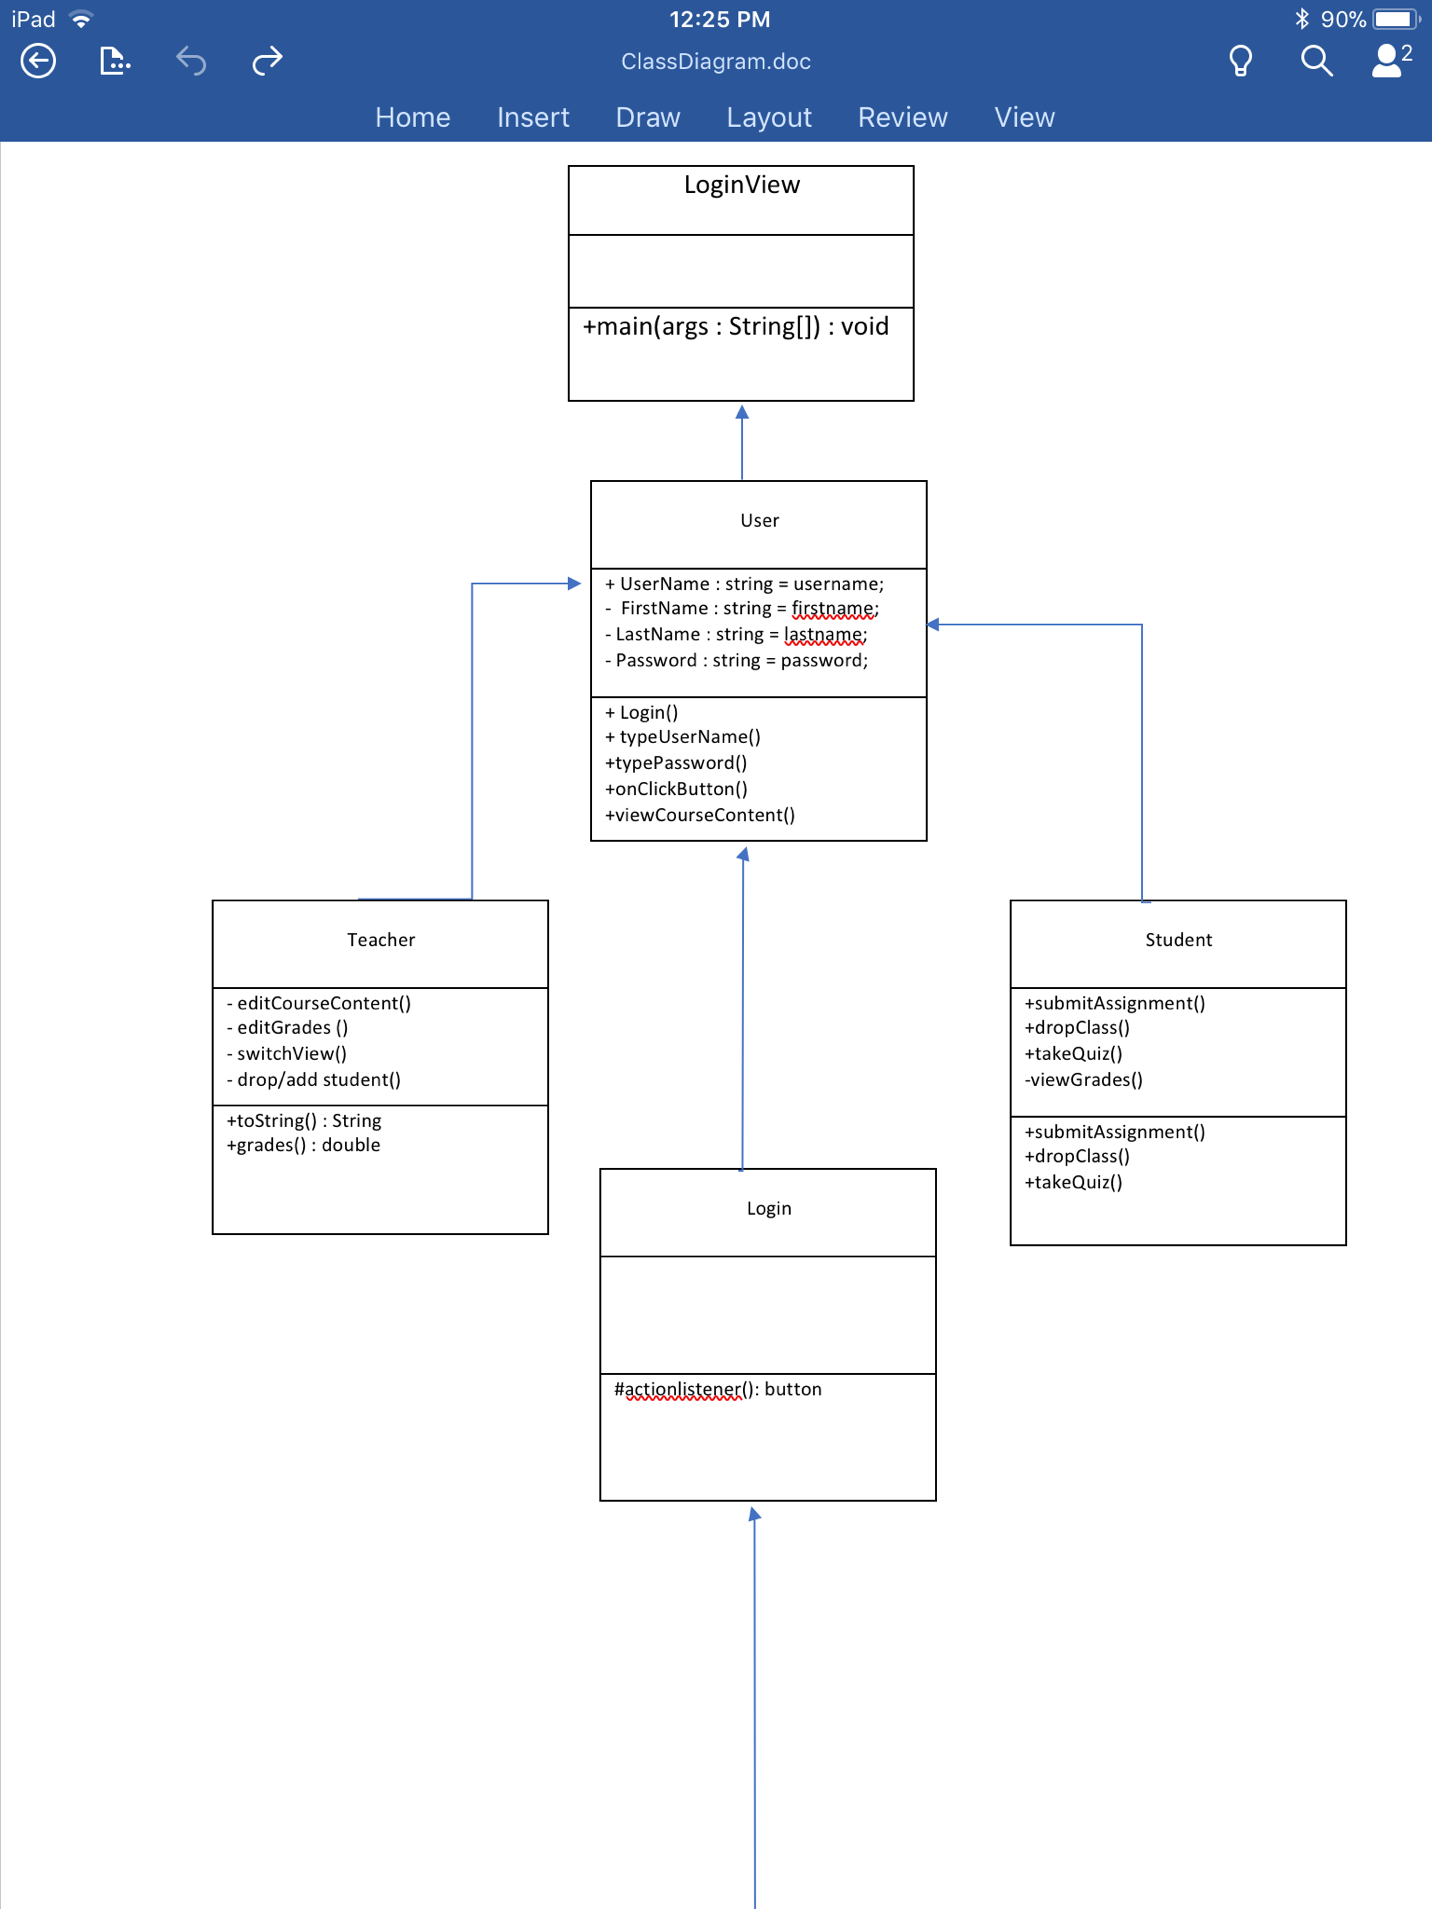 iPad
12:25 PM
90%
ClassDiagram.doc
2
Home Insert Draw Layout Review View
LoginView
+main(args : String[]) : void
User
+ UserName : string = username;
- FirstName : string = firstname;
- LastName : string = lastname;
- Password : string = password;
+ Login()
+ typeUserName()
+typePassword()
+onClickButton()
+viewCourseContent()
Teacher
- editCourseContent()
- editGrades ()
- switchView()
- drop/add student()
+toString() : String
+grades() : double
Student
+submitAssignment()
+dropClass()
+takeQuiz()
-viewGrades()
+submitAssignment()
+dropClass()
+takeQuiz()
Login
#actionlistener(): button